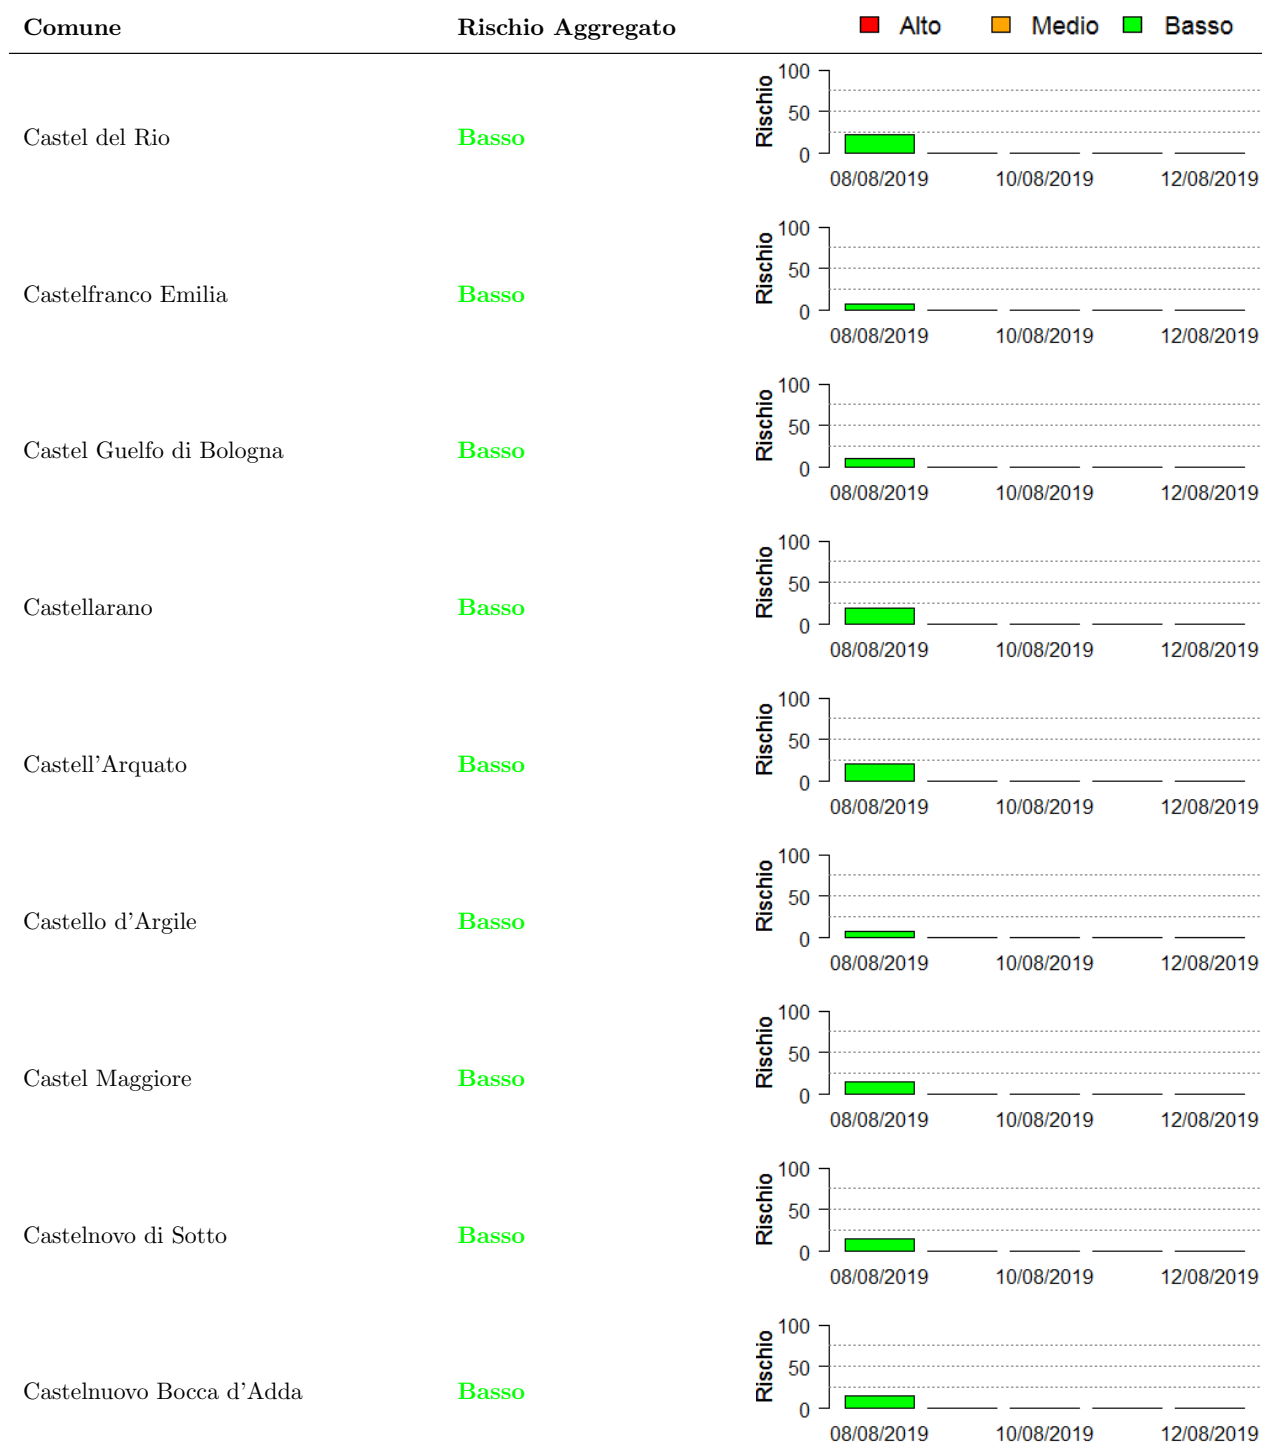 Comune Rischio Aggregato Alto Medio Basso
Castel del Rio Basso
Rischio
100
50
0
08/08/2019 10/08/2019 12/08/2019
Castelfranco Emilia Basso
Rischio
100
50
0
08/08/2019 10/08/2019 12/08/2019
Castel Guelfo di Bologna Basso
Rischio
100
50
0
08/08/2019 10/08/2019 12/08/2019
Castellarano Basso
Rischio
100
50
0
08/08/2019 10/08/2019 12/08/2019
Castell'Arquato Basso
Rischio
100
50
0
08/08/2019 10/08/2019 12/08/2019
Castello d'Argile Basso
Rischio
100
50
0
08/08/2019 10/08/2019 12/08/2019
Castel Maggiore Basso
Rischio
100
50
0
08/08/2019 10/08/2019 12/08/2019
Castelnovo di Sotto Basso
Rischio
100
50
0
08/08/2019 10/08/2019 12/08/2019
Castelnuovo Bocca d'Adda Basso
Rischio
100
50
0
08/08/2019 10/08/2019 12/08/2019